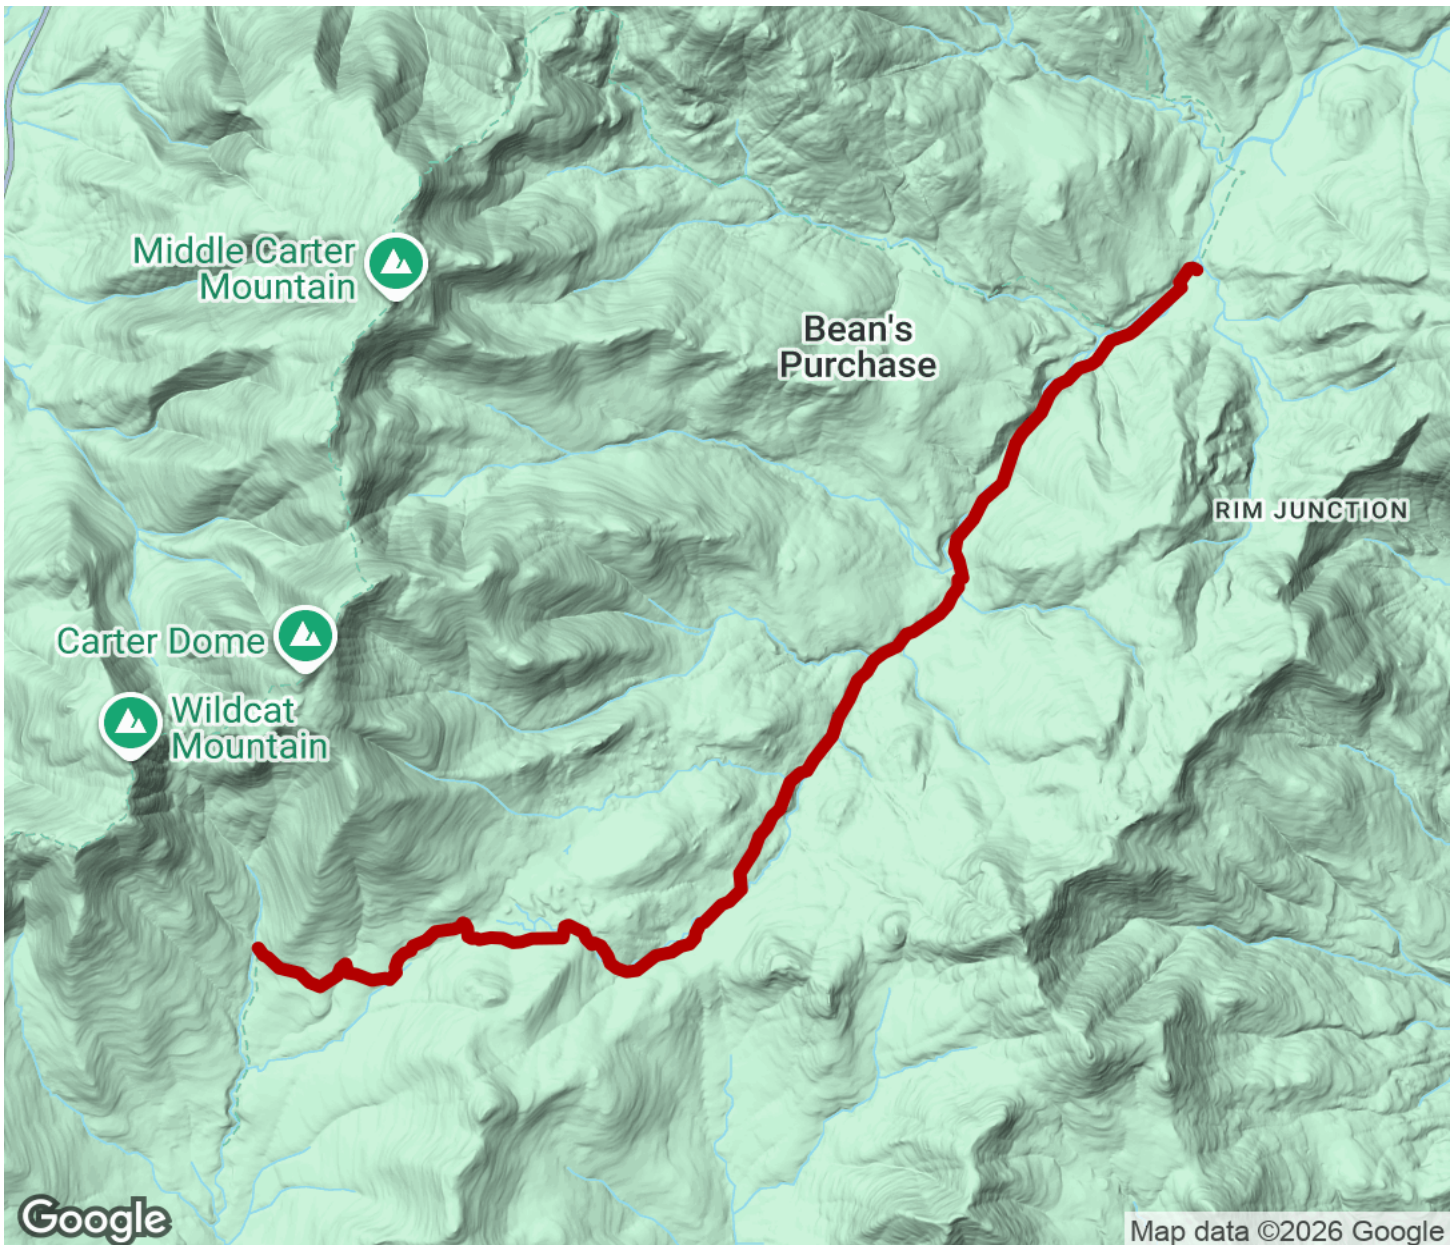 Middle Carter
Mountain
Bean's
Purchase
RIM JUNCTION
Carter Dome
Wildcat
Mountain
Google
Map data ©2026 Google